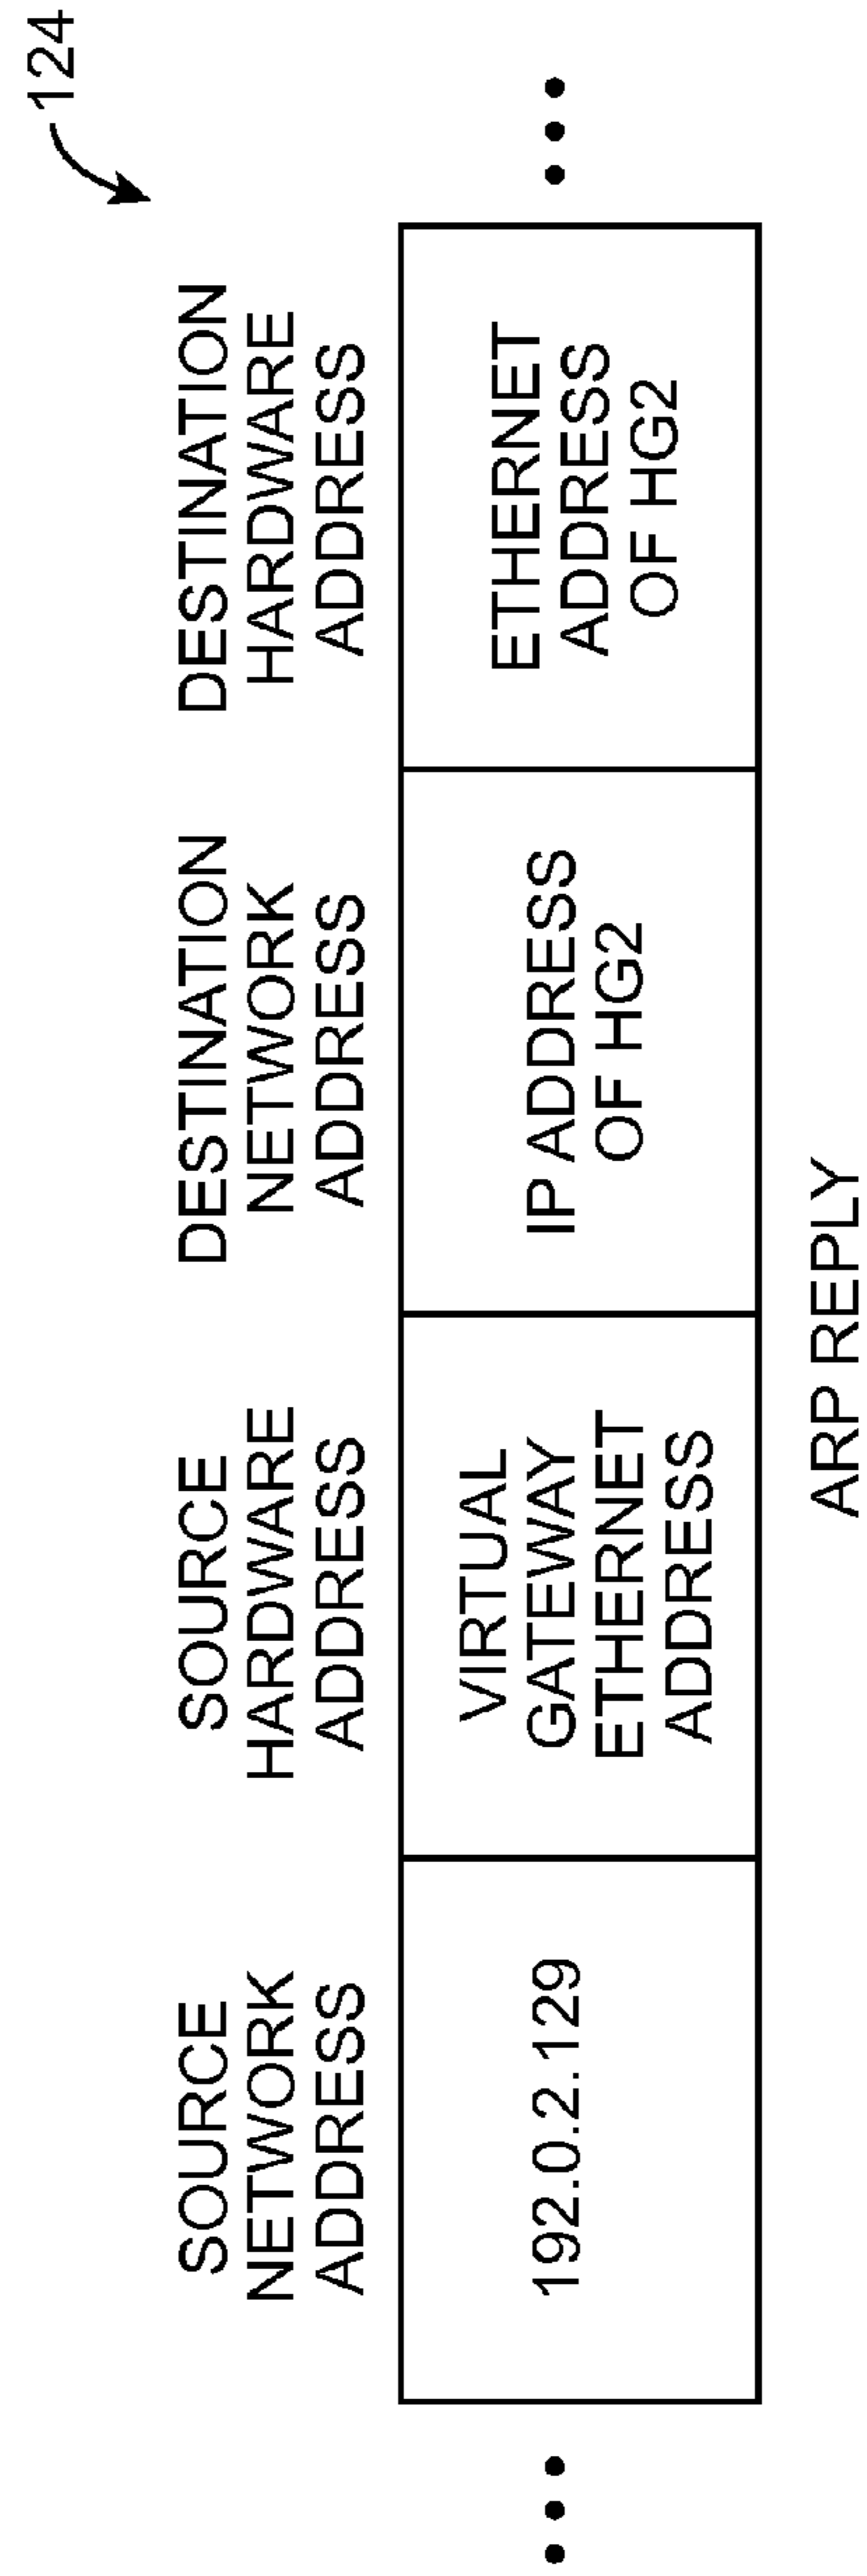 124
SOURCE
NETWORK
ADDRESS
SOURCE
HARDWARE
ADDRESS
DESTINATION
NETWORK
ADDRESS
DESTINATION
HARDWARE
ADDRESS
192.0.2.129
VIRTUAL
GATEWAY
ETHERNET
ADDRESS
IP ADDRESS
OF HG2
ETHERNET
ADDRESS
OF HG2
ARP REPLY